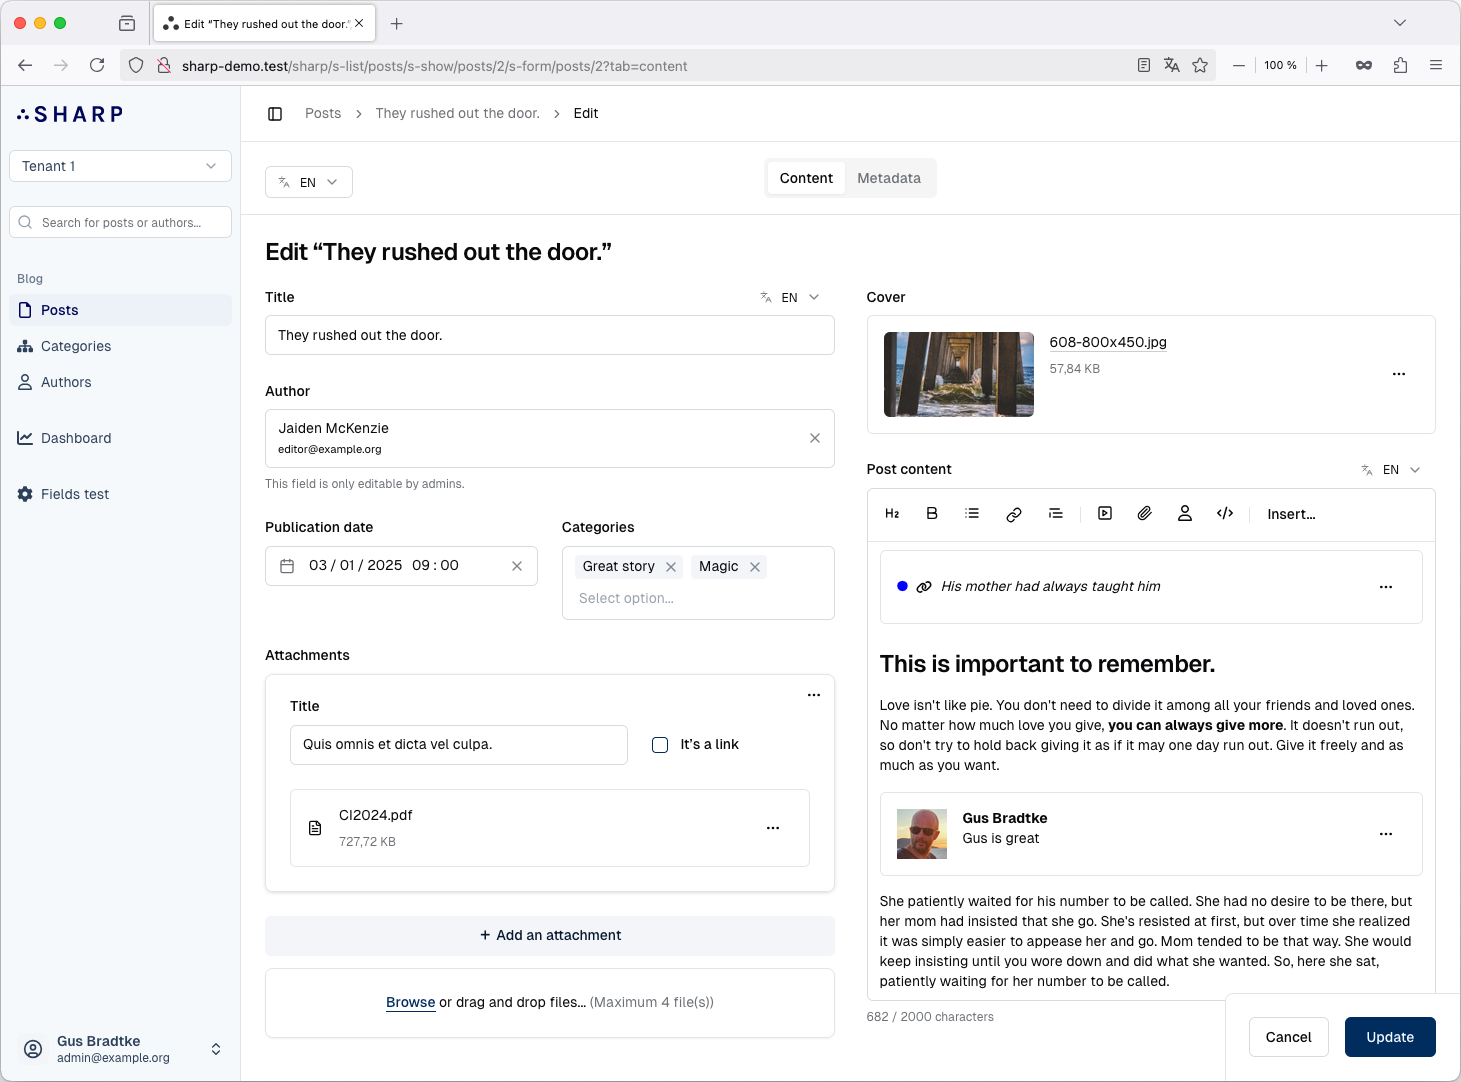 Edit “They rushed out the door.”
sharp-demo.test/sharp/s-list/posts/s-show/posts/2/s-form/posts/2?tab=content
100 %
SHARP
Tenant 1
Search for posts or authors...
Blog
Posts
Categories
Authors
Dashboard
Fields test
Gus Bradtke
admin@example.org
Posts > They rushed out the door. > Edit
EN
Content Metadata
Edit “They rushed out the door.”
Title EN
They rushed out the door.
Author
Jaiden McKenzie
editor@example.org
This field is only editable by admins.
Publication date
03 / 01 / 2025 09 : 00
Categories
Great story Magic
Select option...
Attachments
Title
Quis omnis et dicta vel culpa.
It’s a link
CI2024.pdf
727,72 KB
+ Add an attachment
Browse or drag and drop files... (Maximum 4 file(s))
Cover
608-800x450.jpg
57,84 KB
Post content EN
H2 B Insert...
His mother had always taught him
This is important to remember.
Love isn't like pie. You don't need to divide it among all your friends and loved ones.
No matter how much love you give, you can always give more. It doesn't run out,
so don't try to hold back giving it as if it may one day run out. Give it freely and as
much as you want.
Gus Bradtke
Gus is great
She patiently waited for his number to be called. She had no desire to be there, but
her mom had insisted that she go. She's resisted at first, but over time she realized
it was simply easier to appease her and go. Mom tended to be that way. She would
keep insisting until you wore down and did what she wanted. So, here she sat,
patiently waiting for her number to be called.
682 / 2000 characters
Cancel
Update